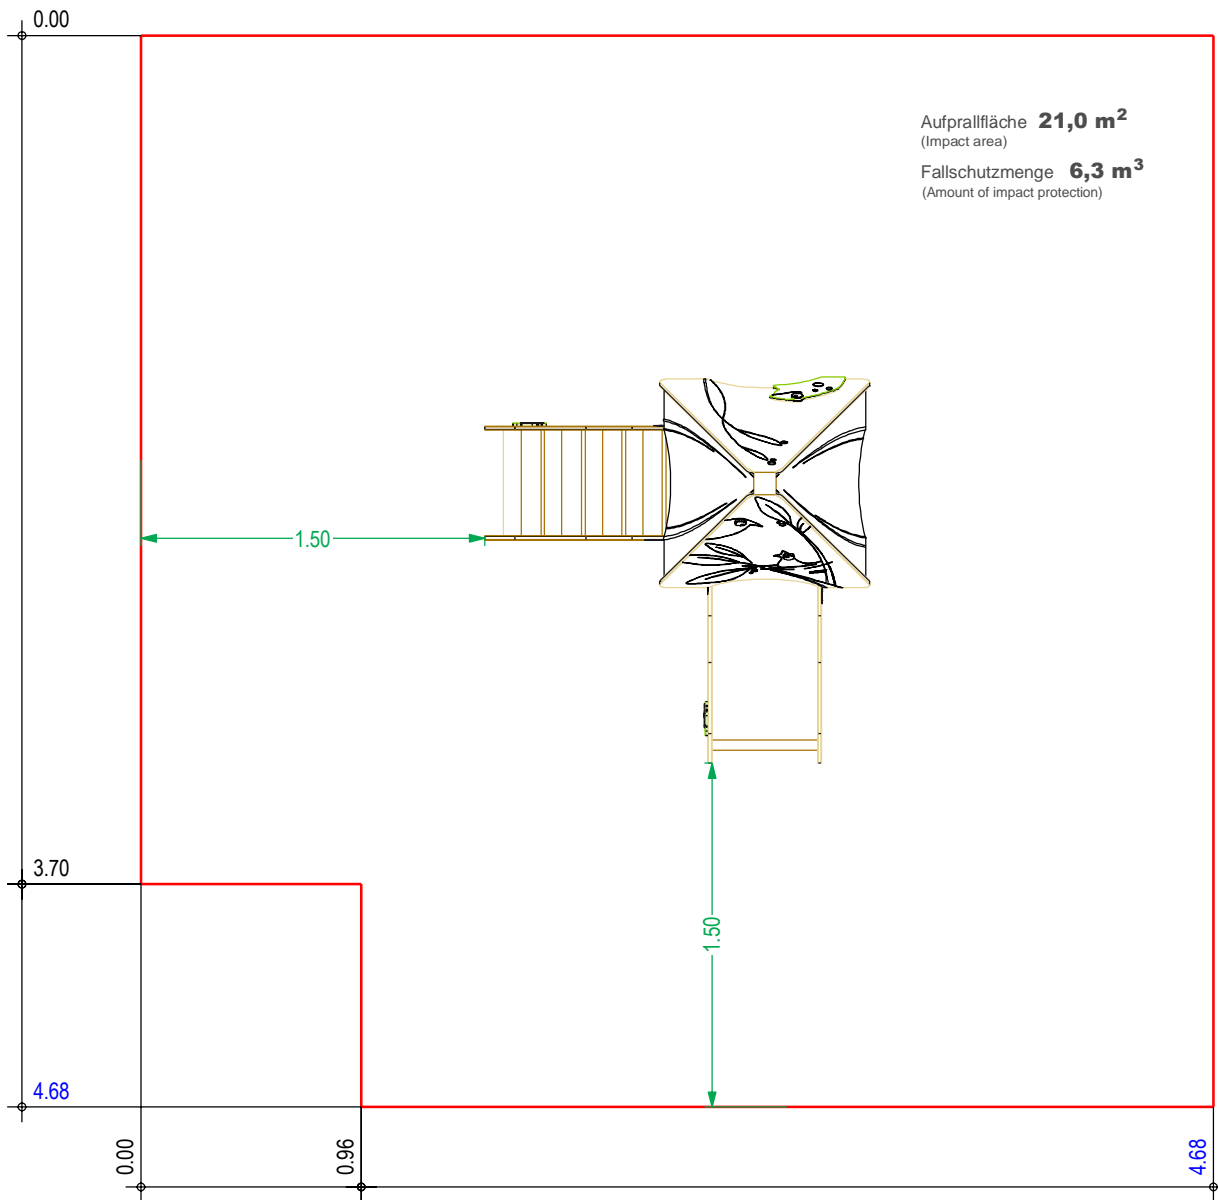 0.00
Aufprallfläche 21,0 m²
(Impact area)
Fallschutzmenge 6,3 m³
(Amount of impact protection)
1.50
3.70
1.50
4.68
0.00
0.96
4.68